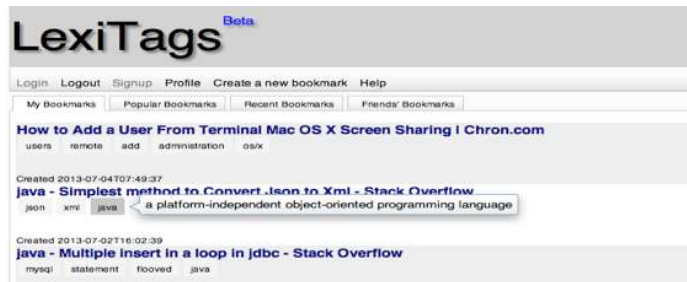 LexiTags Beta
Login Logout Signup Profile Create a new bookmark Help
My Bookmarks Popular Bookmarks Recent Bookmarks Friends' Bookmarks
How to Add a User From Terminal Mac OS X Screen Sharing | Chron.com
users remote add administration os/x
Created 2013-07-04T07:49:37
java - Simplest method to Convert Json to Xml - Stack Overflow
json xml java a platform-independent object-oriented programming language
Created 2013-07-02T16:02:39
java - Multiple insert in a loop in jdbc - Stack Overflow
mysql statement flooved java